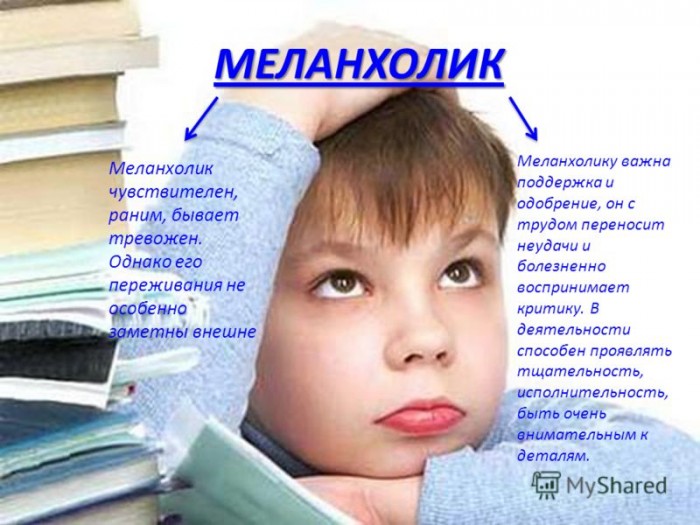 МЕЛАНХОЛИК
Меланхолик
чувствителен,
раним, бывает
тревожен.
Однако его
переживания не
особенно
заметны внешне
Меланхолику важна
поддержка и
одобрение, он с
трудом переносит
неудачи и
болезненно
воспринимает
критику. В
деятельности
способен проявлять
тщательность,
исполнительность,
быть очень
внимательным к
деталям.
MyShared